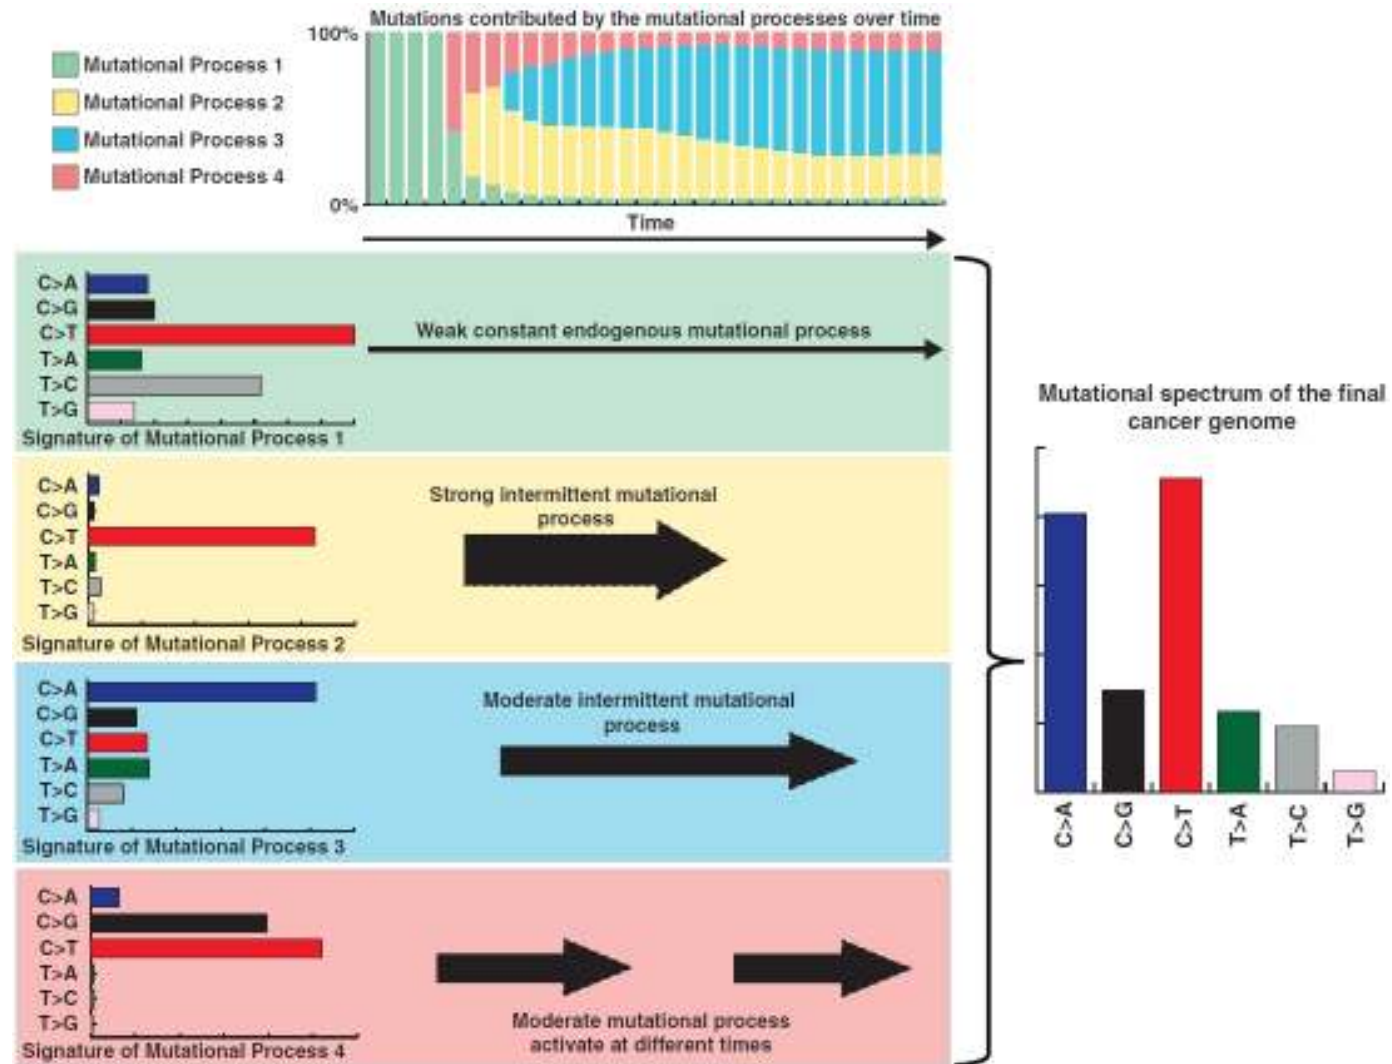 Mutations contributed by the mutational processes over time
100%
Mutational Process 1
Mutational Process 2
Mutational Process 3
Mutational Process 4
0%
Time
C>A
C>G
C>T
T>A
T>C
T>G
Signature of Mutational Process 1
Weak constant endogenous mutational process
C>A
C>G
C>T
T>A
T>C
T>G
Signature of Mutational Process 2
Strong intermittent mutational
process
C>A
C>G
C>T
T>A
T>C
T>G
Signature of Mutational Process 3
Moderate intermittent mutational
process
C>A
C>G
C>T
T>A
T>C
T>G
Signature of Mutational Process 4
Moderate mutational process
activate at different times
Mutational spectrum of the final
cancer genome
C>A
C>G
C>T
T>A
T>C
T>G